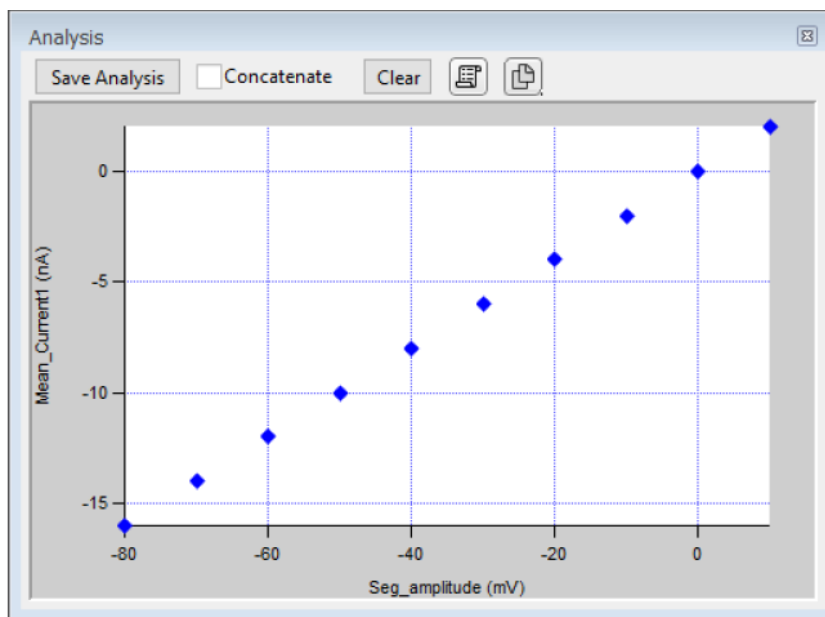 Analysis
Save Analysis Concatenate Clear
Mean_Current1 (nA)
0
-5
-10
-15
-80 -60 -40 -20 0
Seg_amplitude (mV)